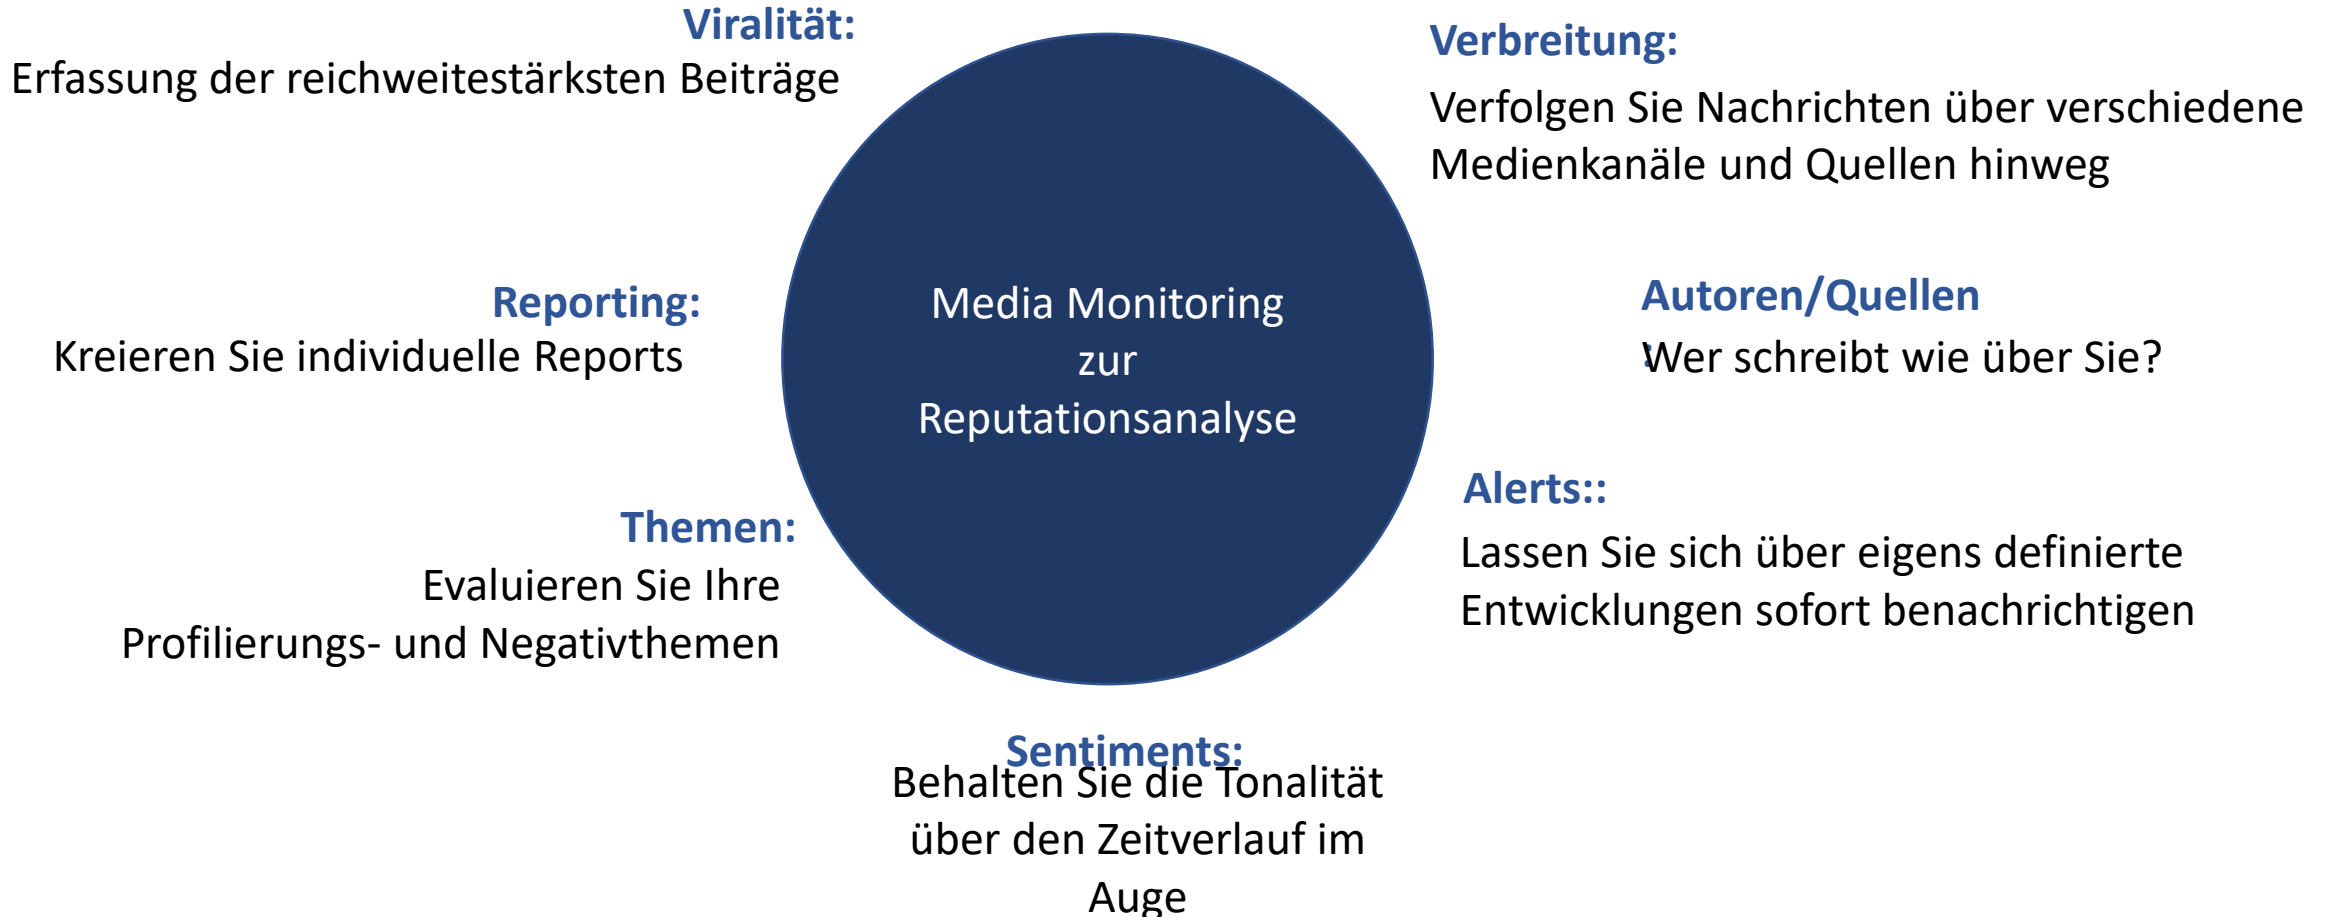 Viralität:
Erfassung der reichweitestärksten Beiträge
Reporting:
Kreieren Sie individuelle Reports
Themen:
Evaluieren Sie Ihre
Profilierungs- und Negativthemen
Media Monitoring
zur
Reputationsanalyse
Sentiments:
Behalten Sie die Tonalität
über den Zeitverlauf im
Auge
Verbreitung:
Verfolgen Sie Nachrichten über verschiedene
Medienkanäle und Quellen hinweg
Autoren/Quellen
:
Wer schreibt wie über Sie?
Alerts::
Lassen Sie sich über eigens definierte
Entwicklungen sofort benachrichtigen